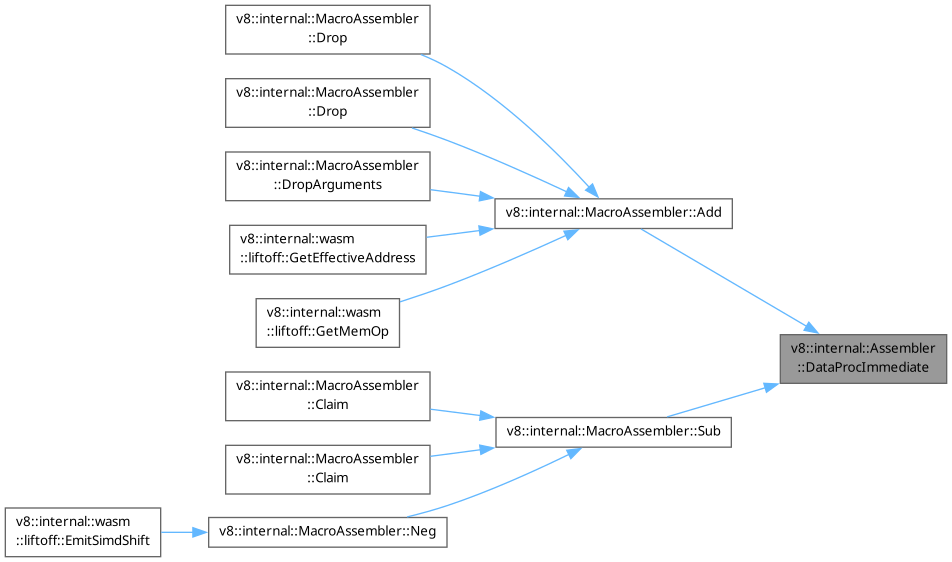 v8::internal::MacroAssembler
::Drop
v8::internal::MacroAssembler
::Drop
v8::internal::MacroAssembler
::DropArguments
v8::internal::MacroAssembler::Add
v8::internal::wasm
::liftoff::GetEffectiveAddress
v8::internal::wasm
::liftoff::GetMemOp
v8::internal::Assembler
::DataProcImmediate
v8::internal::MacroAssembler
::Claim
v8::internal::MacroAssembler::Sub
v8::internal::MacroAssembler
::Claim
v8::internal::wasm
::liftoff::EmitSimdShift
v8::internal::MacroAssembler::Neg